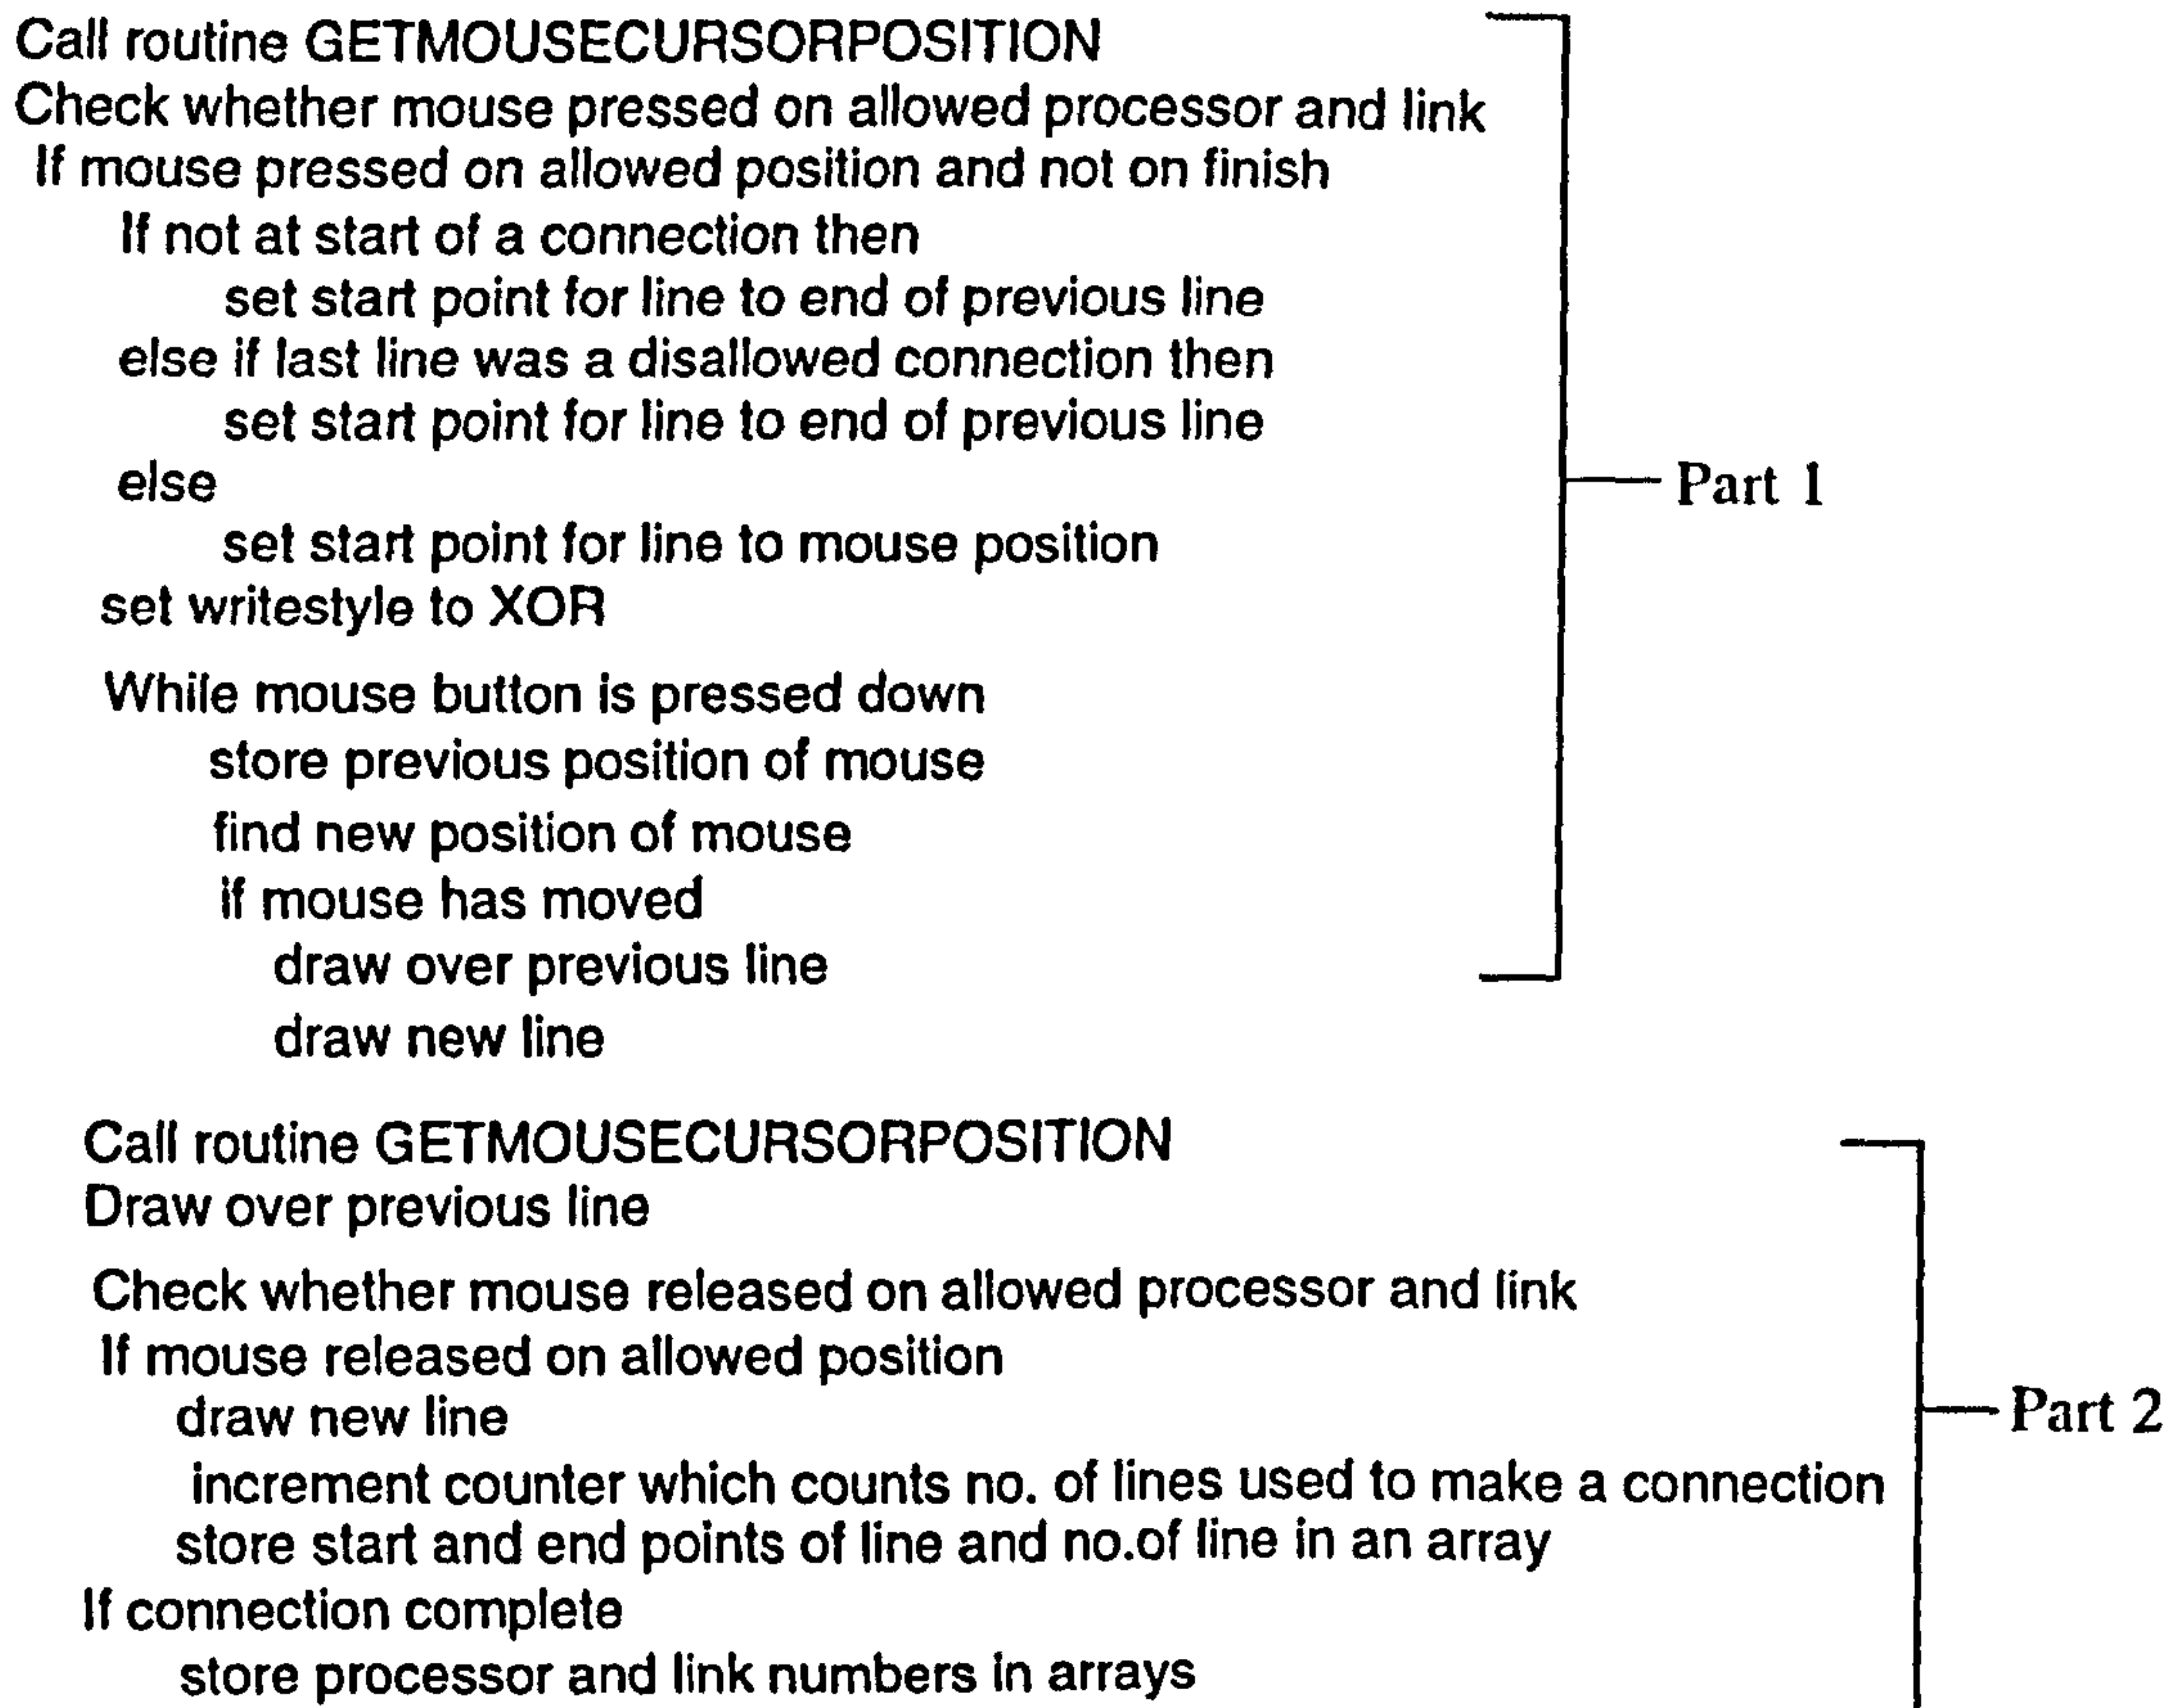 Call routine GETMOUSECURSORPOSITION
Check whether mouse pressed on allowed processor and link
If mouse pressed on allowed position and not on finish
If not at start of a connection then
set start point for line to end of previous line
else if last line was a disallowed connection then
set start point for line to end of previous line
else
Part 1
set start point for line to mouse position
set writestyle to XOR
While mouse button is pressed down
store previous position of mouse
find new position of mouse
if mouse has moved
draw over previous line
draw new line
Call routine GETMOUSECURSORPOSITION
Draw over previous line
Check whether mouse released on allowed processor and link
If mouse released on allowed position
draw new line
Part 2
increment counter which counts no. of lines used to make a connection
store start and end points of line and no.of line in an array
If connection complete
store processor and link numbers in arrays